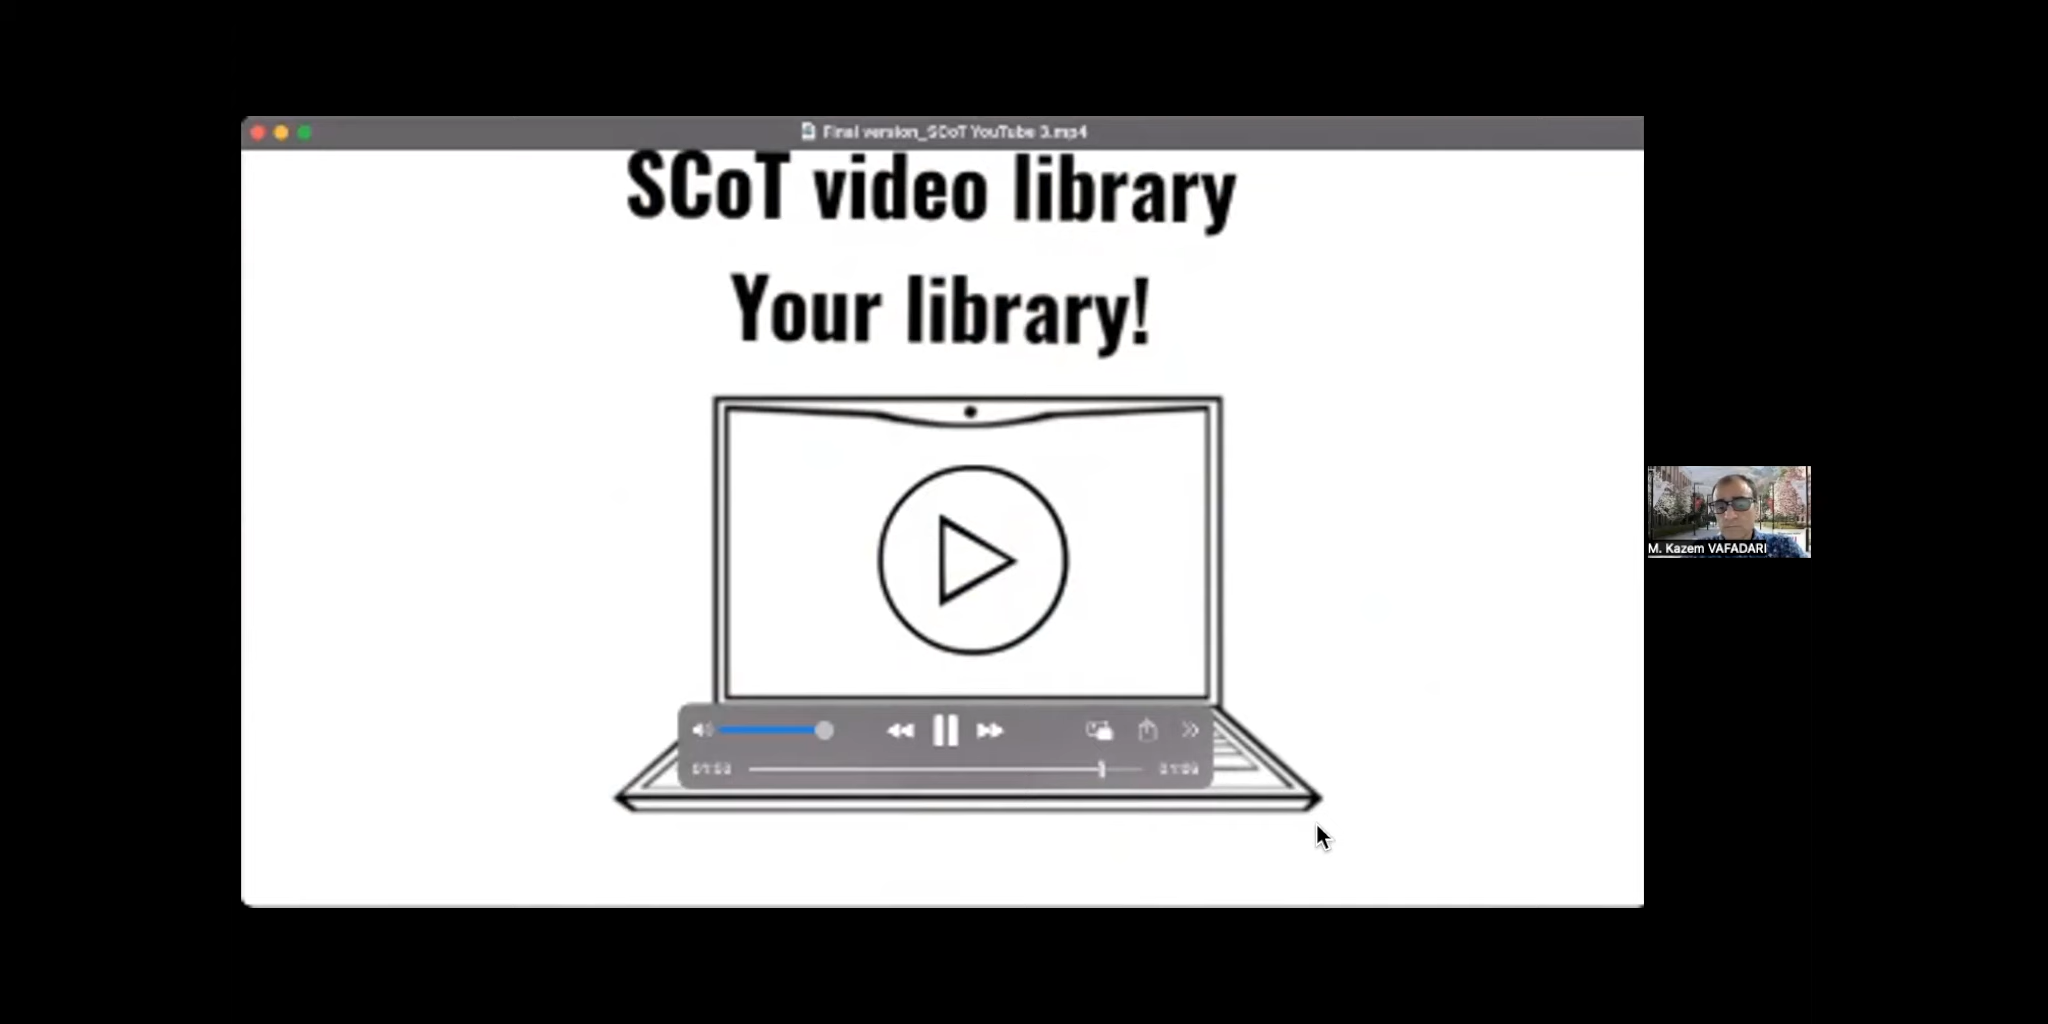 Final version_SCoT YouTube 3.mp4
SCoT video library
Your library!
M. Kazem VAFADARI